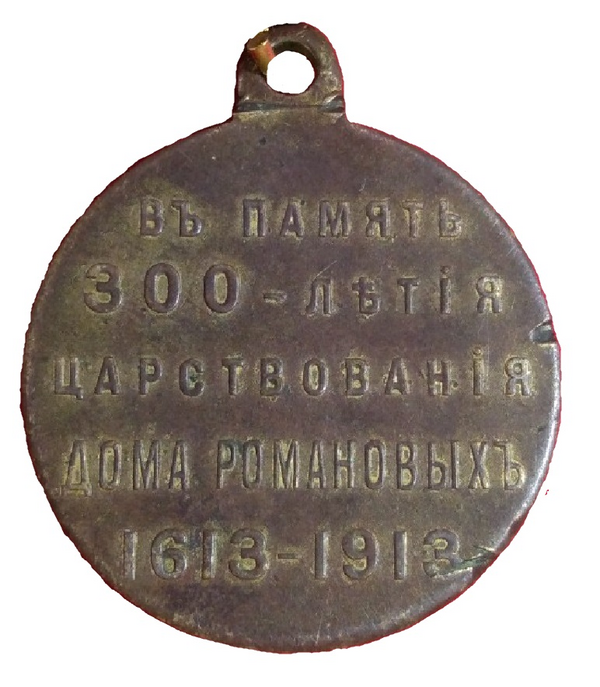 ВЪ ПАМЯТЬ
300-ЛѢТІЯ
ЦАРСТВОВАНІЯ
ДОМА РОМАНОВЫХЪ
1613-1913